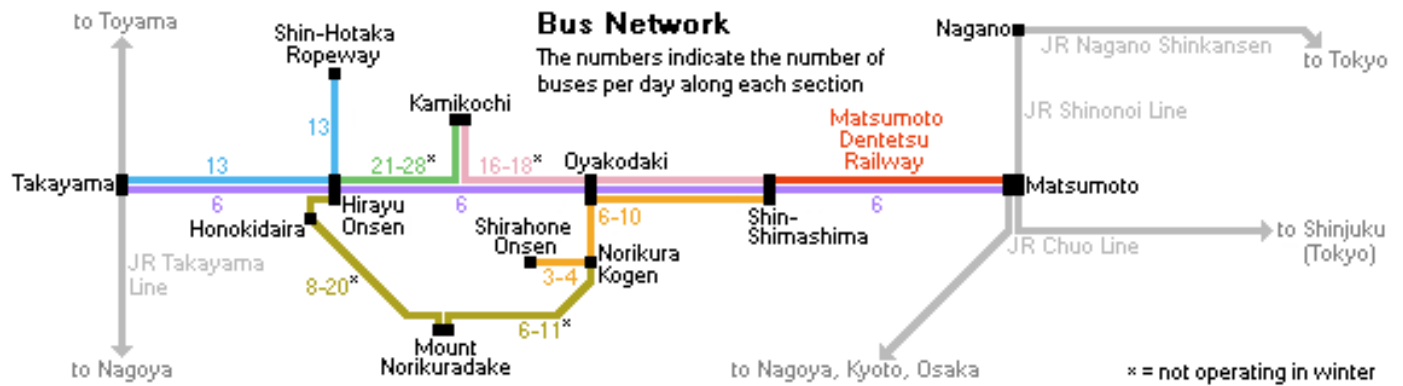 to Toyama
Shin-Hotaka
Ropeway
Bus Network
The numbers indicate the number of
buses per day along each section
Nagano
JR Nagano Shinkansen
to Tokyo
Kamikochi
JR Shinonoi Line
13
Matsumoto
Dentetsu
Railway
13
21-28*
16-18*
Oyakodaki
Takayama
Matsumoto
6
6
6
Hirayu
Onsen
Honokidaira
6-10
Shirahone
Onsen
Shin-
Shimashima
to Shinjuku
(Tokyo)
JR Chuo Line
Norikura
Kogen
3-4
JR Takayama
Line
8-20*
6-11*
Mount
Norikuradake
to Nagoya
to Nagoya, Kyoto, Osaka
* = not operating in winter